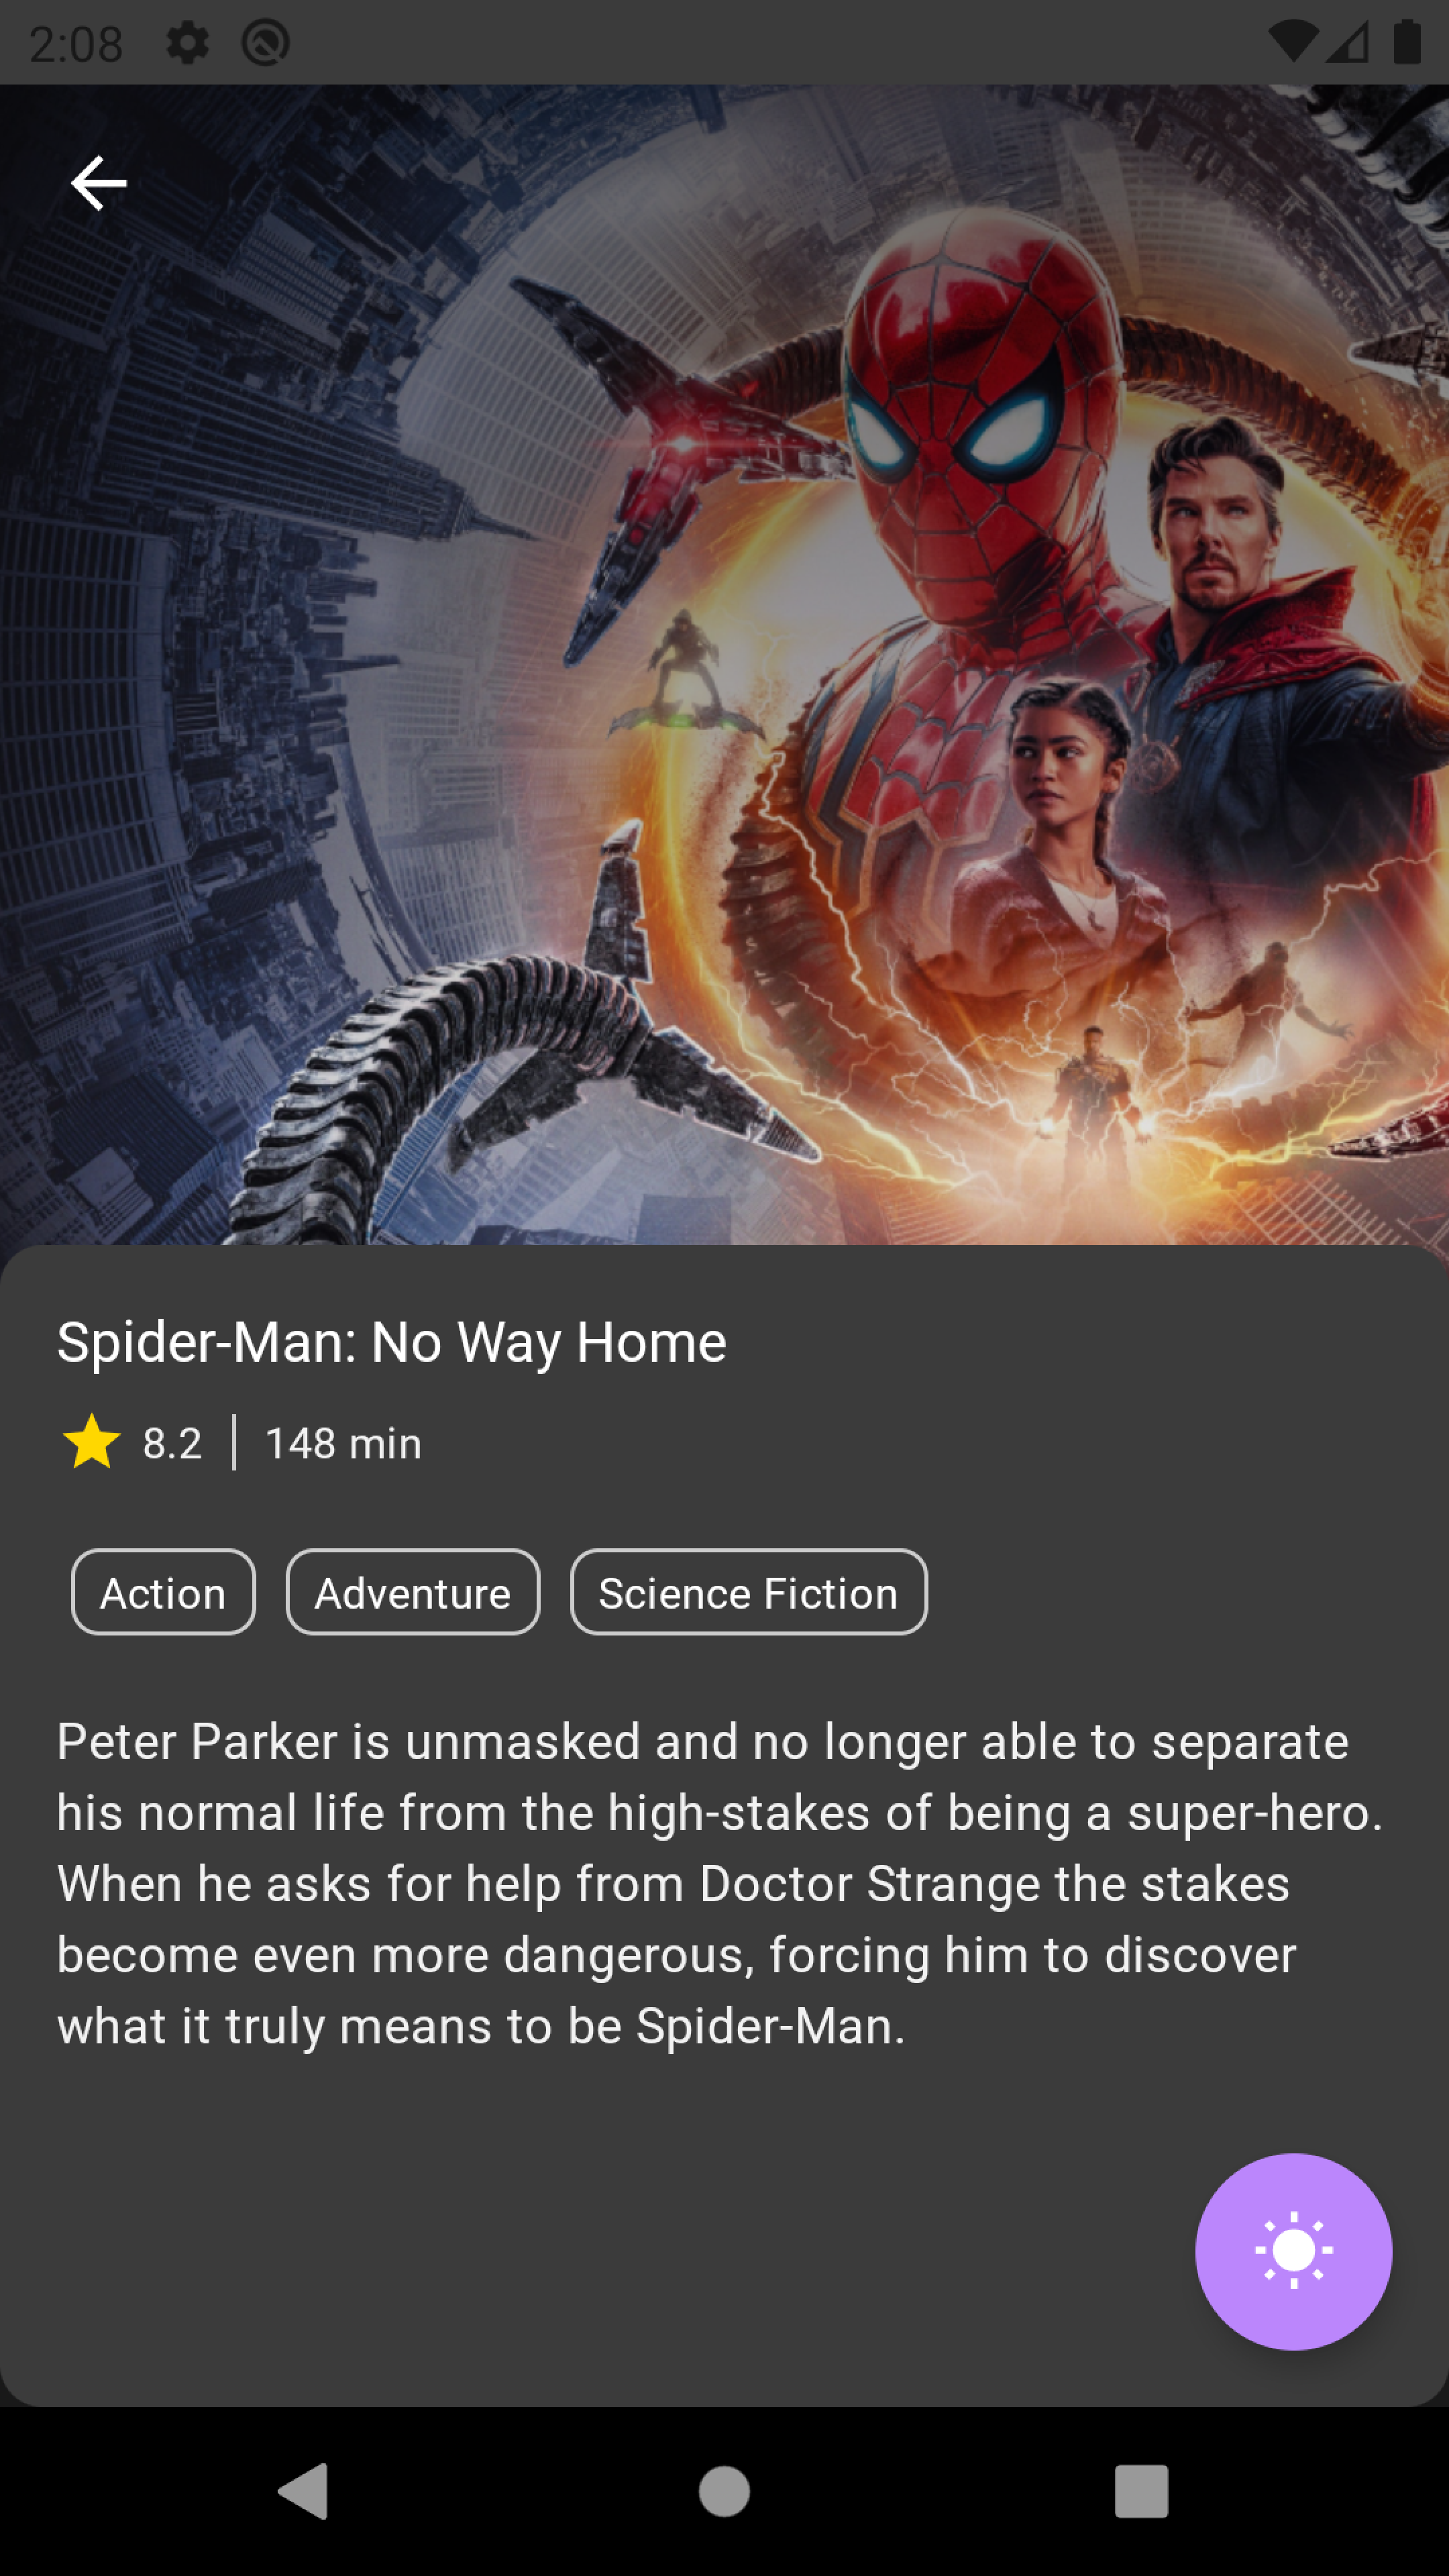 2:08
Spider-Man: No Way Home
8.2 148 min
Action Adventure Science Fiction
Peter Parker is unmasked and no longer able to separate
his normal life from the high-stakes of being a super-hero.
When he asks for help from Doctor Strange the stakes
become even more dangerous, forcing him to discover
what it truly means to be Spider-Man.